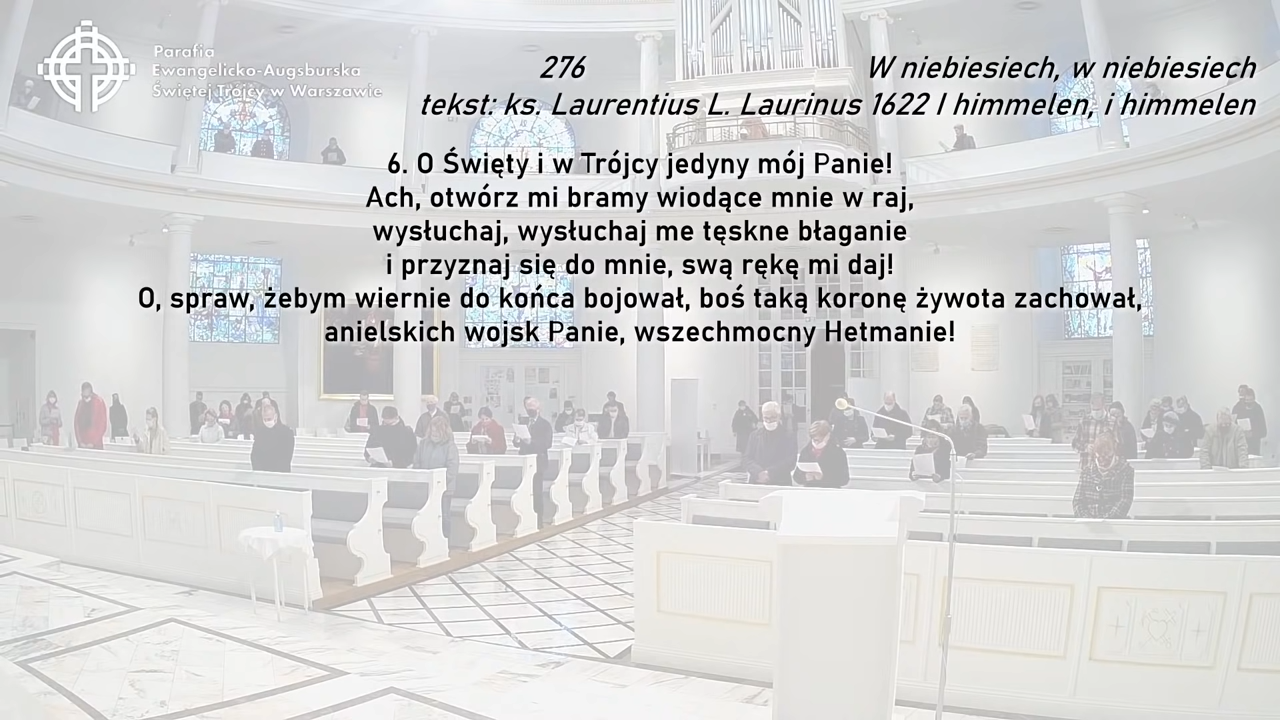 Parafia
Ewangelicko-Augsburska
Świętej Trójcy w Warszawie
276 W niebiesiech, w niebiesiech
tekst: ks. Laurentius L. Laurinus 1622 I himmelen, i himmelen
6. O Święty i w Trójcy jedyny mój Panie!
Ach, otwórz mi bramy wiodące mnie w raj,
wysłuchaj, wysłuchaj me tęskne błaganie
i przyznaj się do mnie, swą rękę mi daj!
O, spraw, żebym wiernie do końca bojował, boś taką koronę żywota zachował,
anielskich wojsk Panie, wszechmocny Hetmanie!